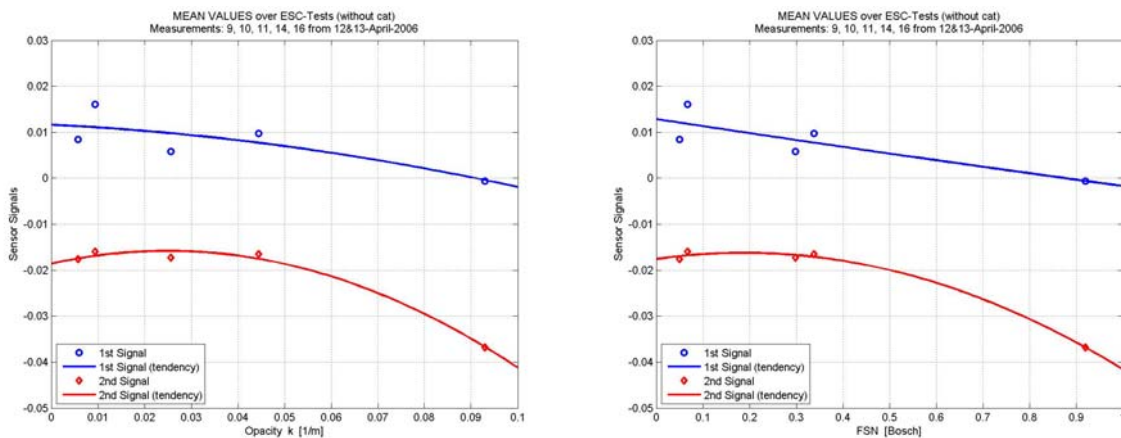 MEAN VALUES over ESC-Tests (without cat)
Measurements: 9, 10, 11, 14, 16 from 12&13-April-2006
0.03
0.02
0.01
0
-0.01
-0.02
-0.03
-0.04
-0.05
Sensor Signals
1st Signal
1st Signal (tendency)
2nd Signal
2nd Signal (tendency)
0 0.01 0.02 0.03 0.04 0.05 0.06 0.07 0.08 0.09 0.1
Opacity k [1/m]
MEAN VALUES over ESC-Tests (without cat)
Measurements: 9, 10, 11, 14, 16 from 12&13-April-2006
0.03
0.02
0.01
0
-0.01
-0.02
-0.03
-0.04
-0.05
Sensor Signals
1st Signal
1st Signal (tendency)
2nd Signal
2nd Signal (tendency)
0 0.1 0.2 0.3 0.4 0.5 0.6 0.7 0.8 0.9 1
FSN [Bosch]